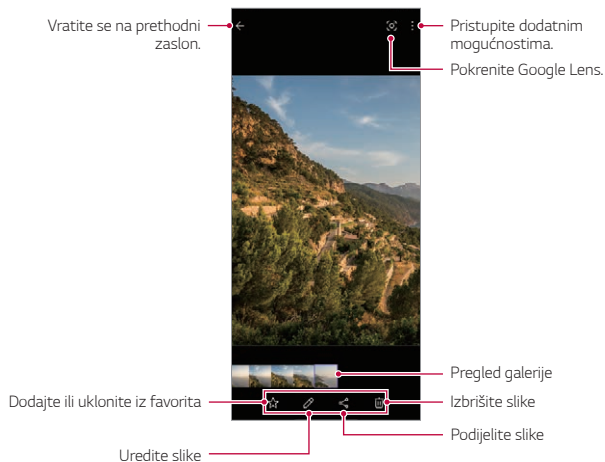 Vratite se na prethodni
zaslon.
Pristupite dodatnim
mogućnostima.
Pokrenite Google Lens.
Pregled galerije
Dodajte ili uklonite iz favorita
Izbrišite slike
Podijelite slike
Uredite slike